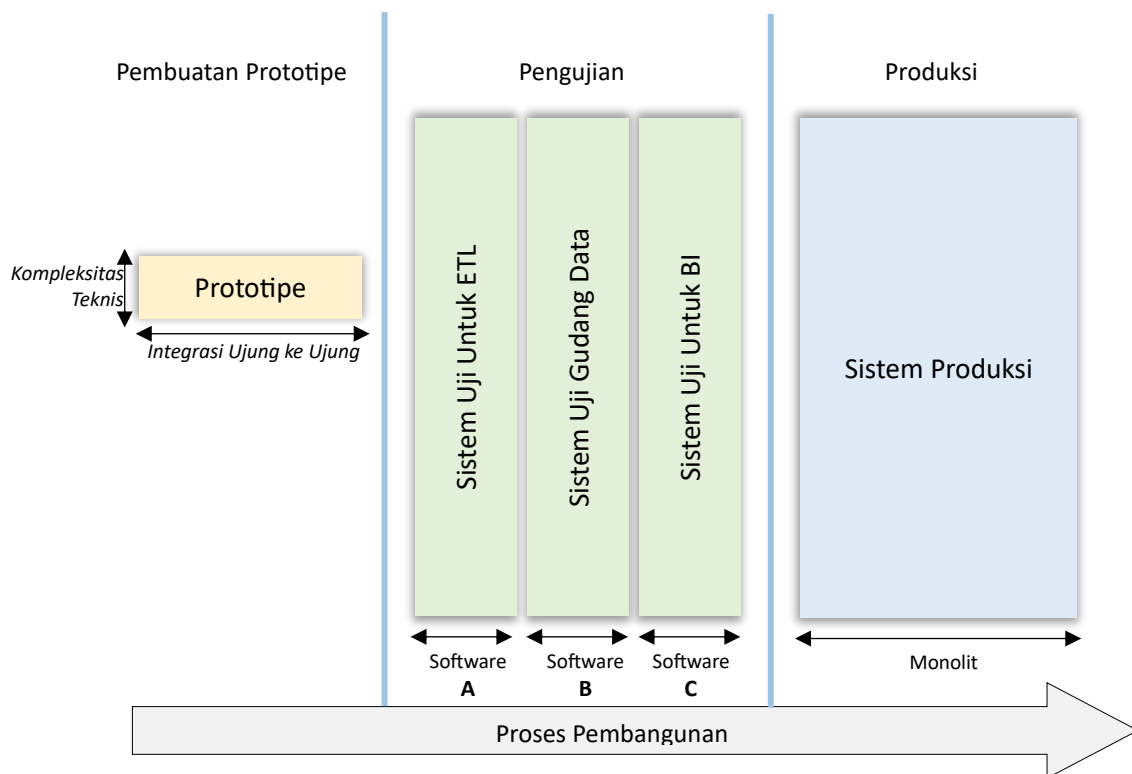 Pembuatan Prototipe
Pengujian
Produksi
Kompleksitas
Teknis
Prototipe
Integrasi Ujung ke Ujung
Sistem Uji Untuk ETL
Sistem Uji Gudang Data
Sistem Uji Untuk BI
Sistem Produksi
Software
A
Software
B
Software
C
Monolit
Proses Pembangunan